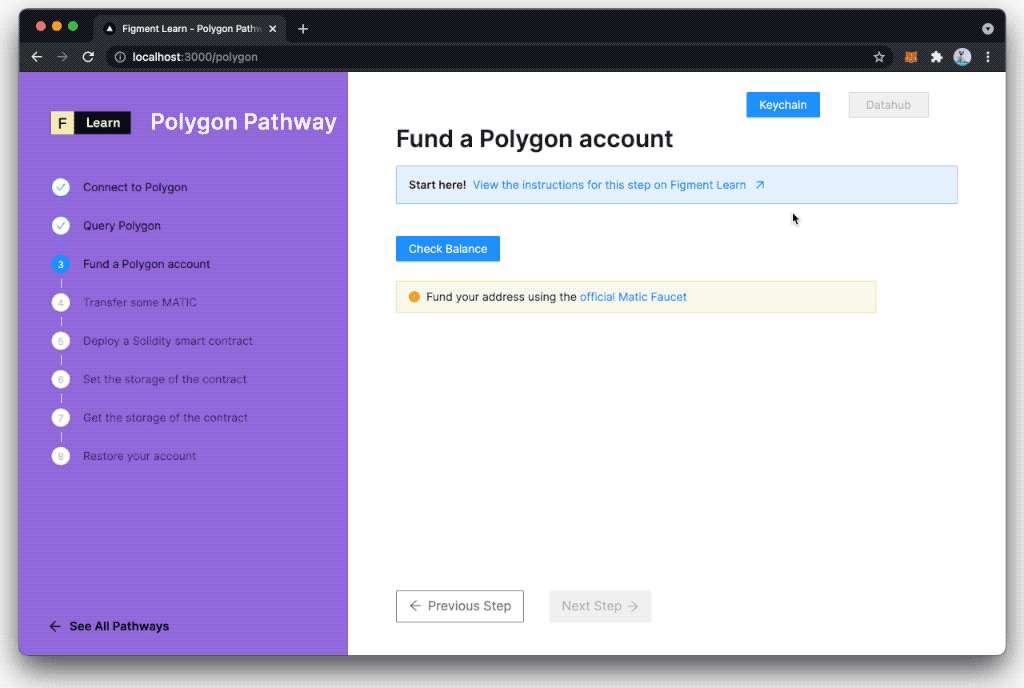 Figment Learn - Polygon Pathw
localhost:3000/polygon
F Learn
Polygon Pathway
Connect to Polygon
Query Polygon
3 Fund a Polygon account
4 Transfer some MATIC
5 Deploy a Solidity smart contract
6 Set the storage of the contract
7 Get the storage of the contract
8 Restore your account
See All Pathways
Keychain
Datahub
Fund a Polygon account
Start here! View the instructions for this step on Figment Learn
Check Balance
Fund your address using the official Matic Faucet
Previous Step
Next Step